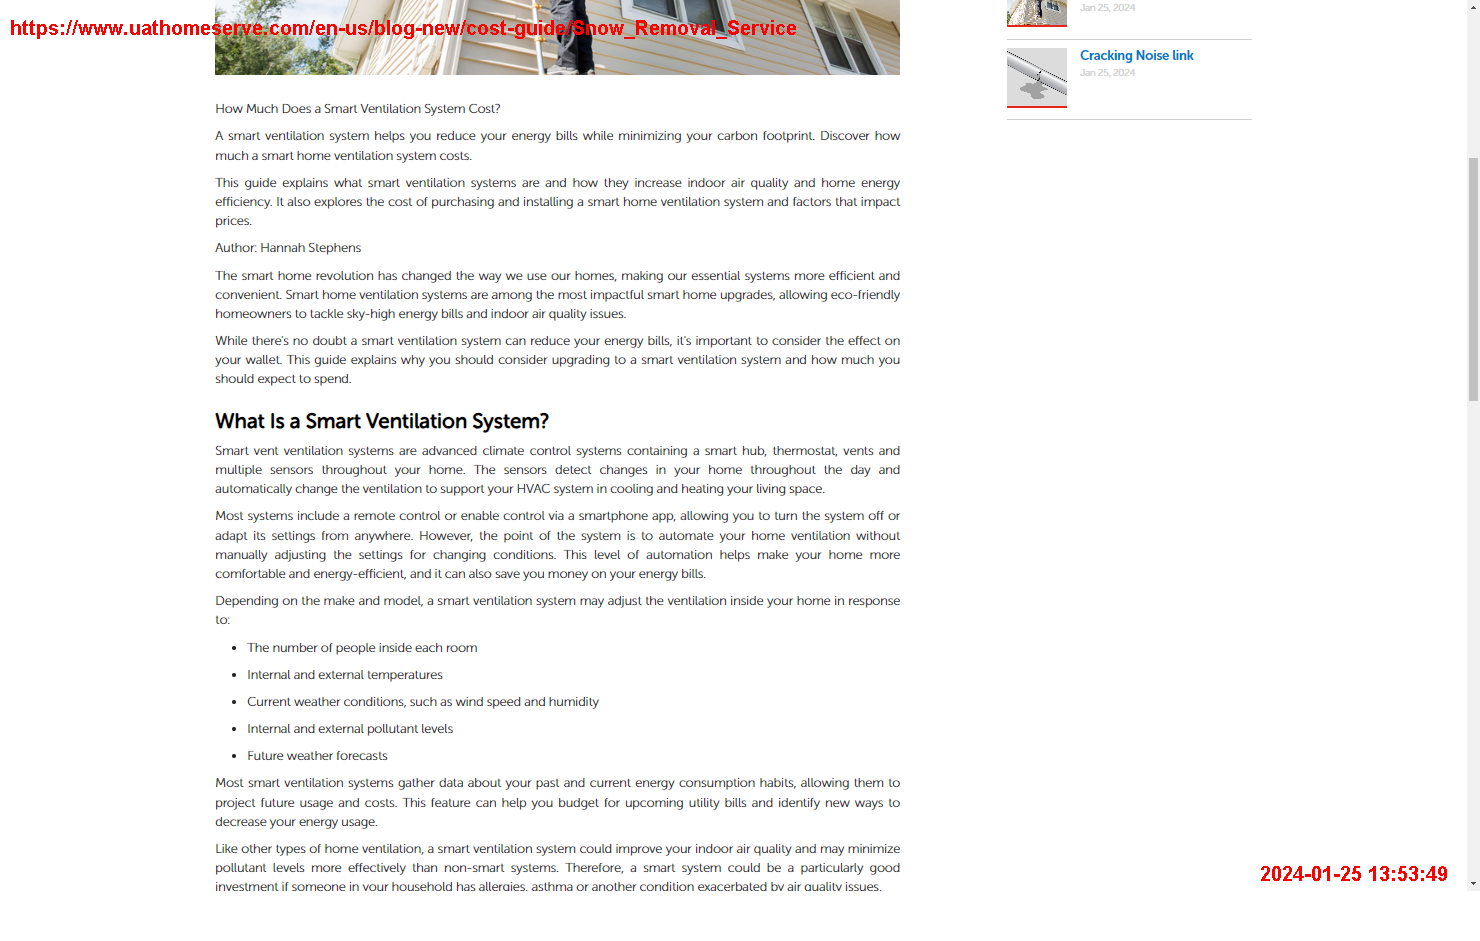 https://www.uathomeserve.com/en-us/blog-new/cost-guide/Snow_Removal_Service
Jan 25, 2024
Cracking Noise link
Jan 25, 2024
How Much Does a Smart Ventilation System Cost?
A smart ventilation system helps you reduce your energy bills while minimizing your carbon footprint. Discover how
much a smart home ventilation system costs.
This guide explains what smart ventilation systems are and how they increase indoor air quality and home energy
efficiency. It also explores the cost of purchasing and installing a smart home ventilation system and factors that impact
prices.
Author: Hannah Stephens
The smart home revolution has changed the way we use our homes, making our essential systems more efficient and
convenient. Smart home ventilation systems are among the most impactful smart home upgrades, allowing eco-friendly
homeowners to tackle sky-high energy bills and indoor air quality issues.
While there's no doubt a smart ventilation system can reduce your energy bills, it's important to consider the effect on
your wallet. This guide explains why you should consider upgrading to a smart ventilation system and how much you
should expect to spend.
What Is a Smart Ventilation System?
Smart vent ventilation systems are advanced climate control systems containing a smart hub, thermostat, vents and
multiple sensors throughout your home. The sensors detect changes in your home throughout the day and
automatically change the ventilation to support your HVAC system in cooling and heating your living space.
Most systems include a remote control or enable control via a smartphone app, allowing you to turn the system off or
adapt its settings from anywhere. However, the point of the system is to automate your home ventilation without
manually adjusting the settings for changing conditions. This level of automation helps make your home more
comfortable and energy-efficient, and it can also save you money on your energy bills.
Depending on the make and model, a smart ventilation system may adjust the ventilation inside your home in response
to:
• The number of people inside each room
• Internal and external temperatures
• Current weather conditions, such as wind speed and humidity
• Internal and external pollutant levels
• Future weather forecasts
Most smart ventilation systems gather data about your past and current energy consumption habits, allowing them to
project future usage and costs. This feature can help you budget for upcoming utility bills and identify new ways to
decrease your energy usage.
Like other types of home ventilation, a smart ventilation system could improve your indoor air quality and may minimize
pollutant levels more effectively than non-smart systems. Therefore, a smart system could be a particularly good
investment if someone in your household has allergies, asthma or another condition exacerbated by air quality issues.
2024-01-25 13:53:49